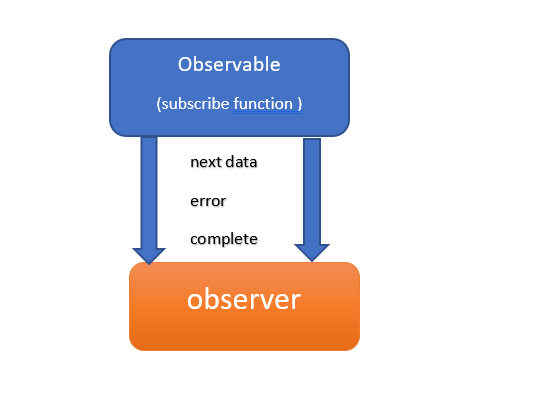 Observable
(subscribe function )
next data
error
complete
observer